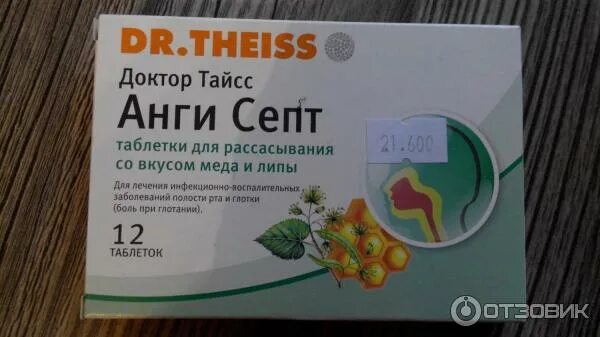 DR.THEISS
Доктор Тайсс
Анги Септ
таблетки для рассасывания
со вкусом меда и липы
Для лечения инфекционно-воспалительных
заболеваний полости рта и глотки
(боль при глотании).
12
ТАБЛЕТОК
21.600
ОТЗОВИК